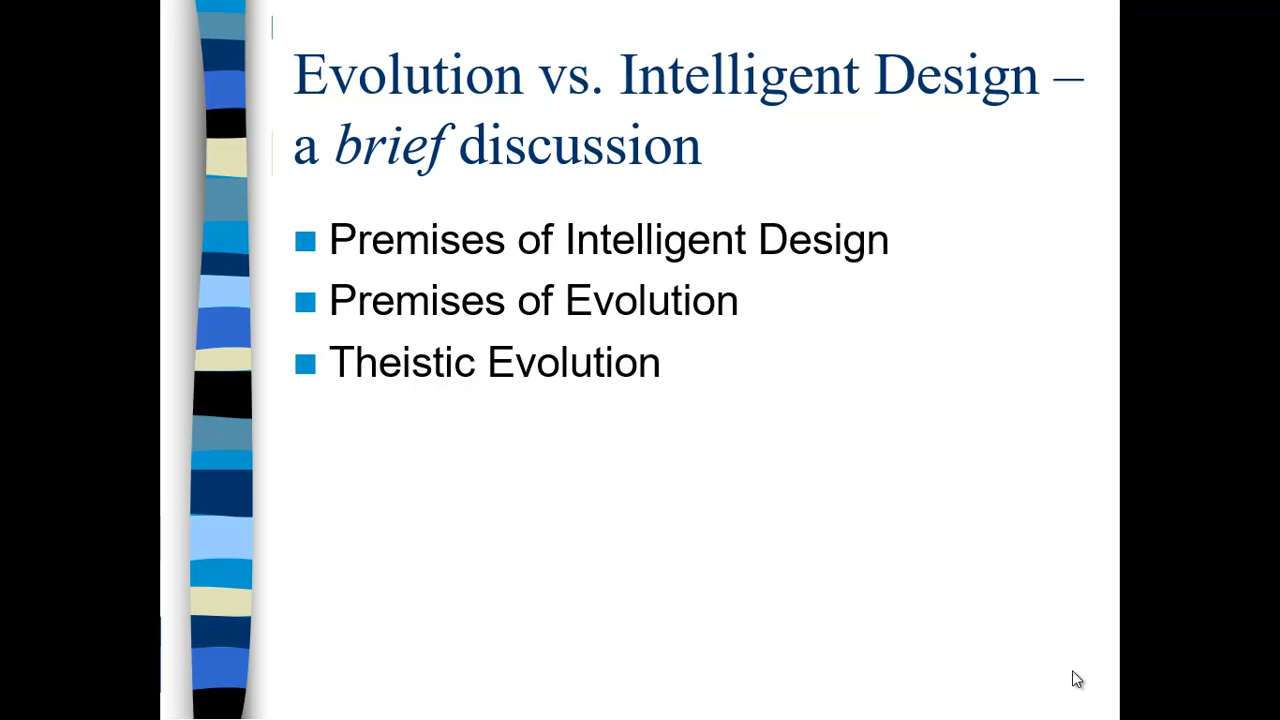 Evolution vs. Intelligent Design –
a brief discussion
Premises of Intelligent Design
Premises of Evolution
Theistic Evolution